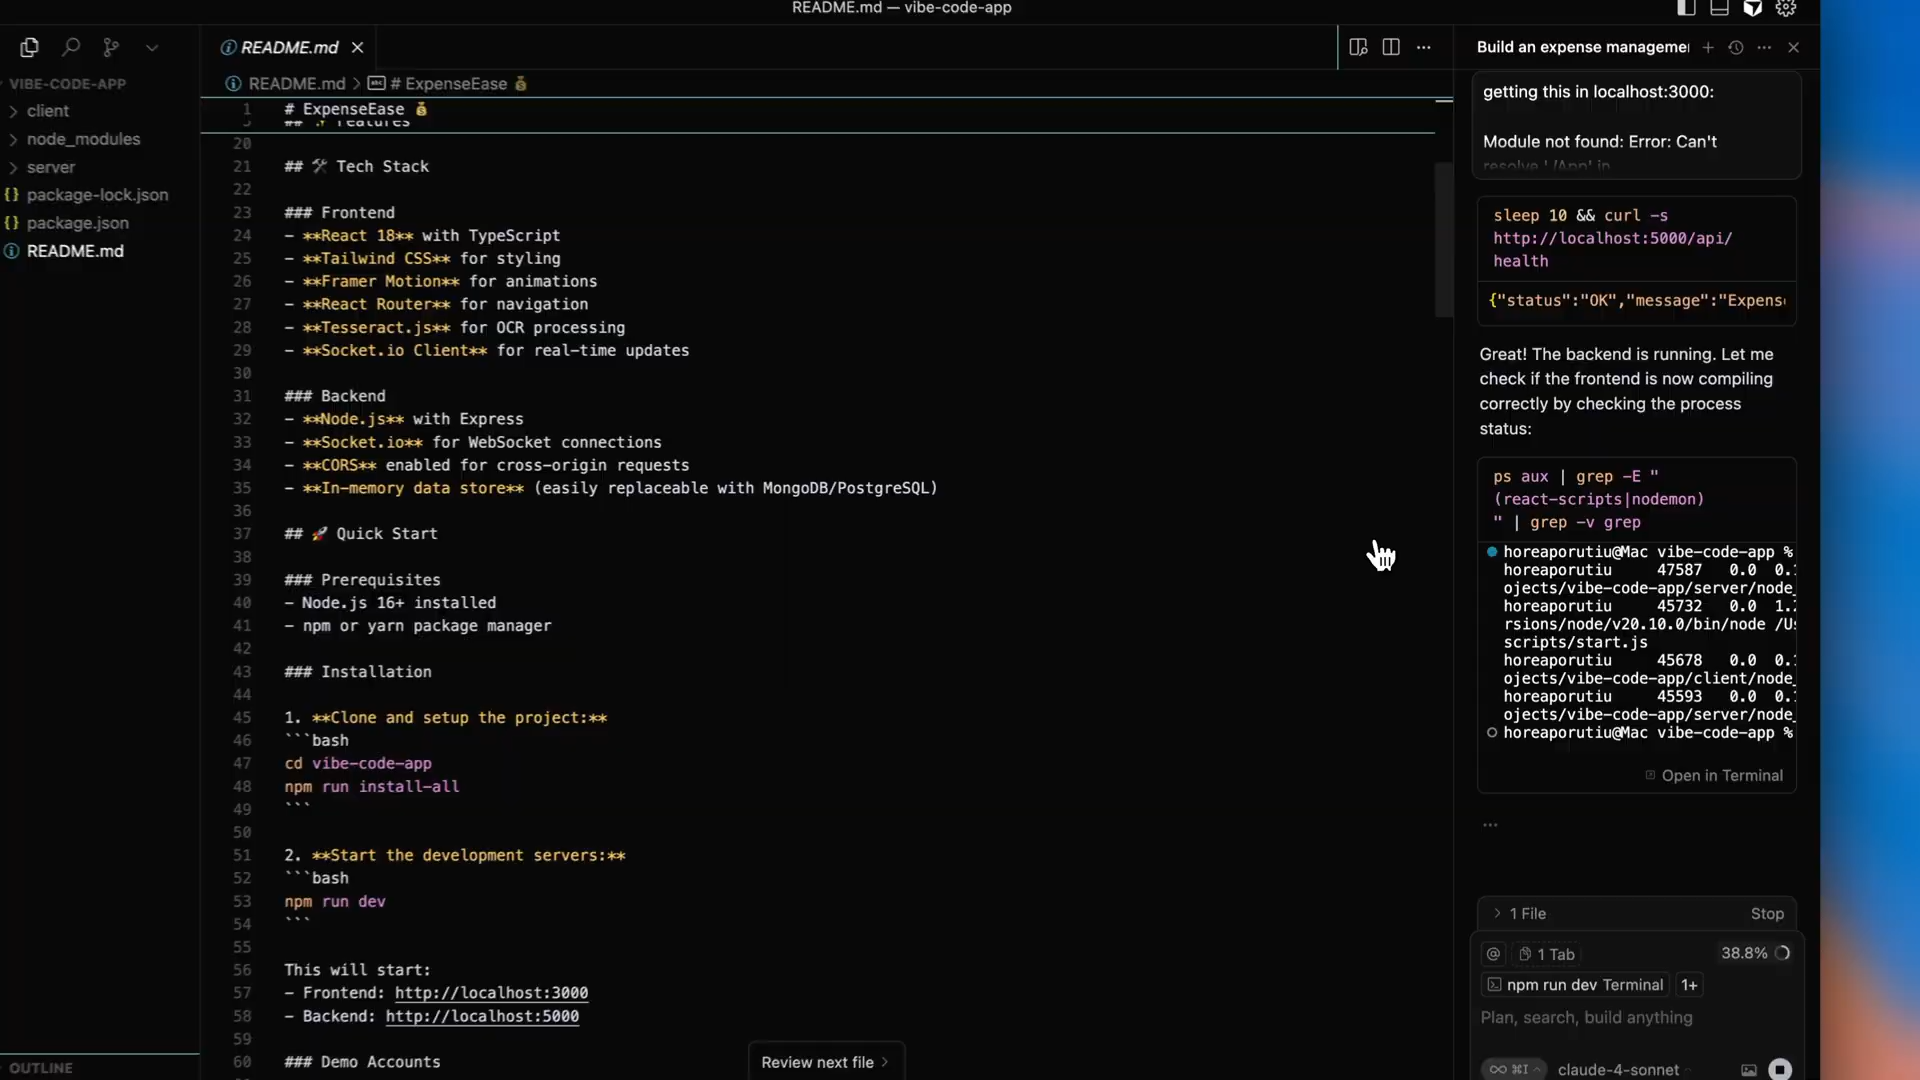 README.md — vibe-code-app
README.md
Build an expense manageme
VIBE-CODE-APP
client
node_modules
server
{} package-lock.json
{} package.json
README.md
OUTLINE
README.md > # ExpenseEase 💰
1 # ExpenseEase 💰
## ✨ Features
20
21 ## 🛠 Tech Stack
22
23 ### Frontend
24 - **React 18** with TypeScript
25 - **Tailwind CSS** for styling
26 - **Framer Motion** for animations
27 - **React Router** for navigation
28 - **Tesseract.js** for OCR processing
29 - **Socket.io Client** for real-time updates
30
31 ### Backend
32 - **Node.js** with Express
33 - **Socket.io** for WebSocket connections
34 - **CORS** enabled for cross-origin requests
35 - **In-memory data store** (easily replaceable with MongoDB/PostgreSQL)
36
37 ## 🚀 Quick Start
38
39 ### Prerequisites
40 - Node.js 16+ installed
41 - npm or yarn package manager
42
43 ### Installation
44
45 1. **Clone and setup the project:**
46 ```bash
47 cd vibe-code-app
48 npm run install-all
49 ```
50
51 2. **Start the development servers:**
52 ```bash
53 npm run dev
54 ```
55
56 This will start:
57 - Frontend: http://localhost:3000
58 - Backend: http://localhost:5000
59
60 ### Demo Accounts
Review next file >
getting this in localhost:3000:
Module not found: Error: Can't
resolve './App' in
sleep 10 && curl -s
http://localhost:5000/api/
health
{"status":"OK","message":"Expens
Great! The backend is running. Let me
check if the frontend is now compiling
correctly by checking the process
status:
ps aux | grep -E "
(react-scripts|nodemon)
" | grep -v grep
horeaporutiu@Mac vibe-code-app %
horeaporutiu 47587 0.0 0.
ojects/vibe-code-app/server/node_
horeaporutiu 45732 0.0 1.
rsions/node/v20.10.0/bin/node /U
scripts/start.js
horeaporutiu 45678 0.0 0.
ojects/vibe-code-app/client/node_
horeaporutiu 45593 0.0 0.
ojects/vibe-code-app/server/node_
horeaporutiu@Mac vibe-code-app %
Open in Terminal
...
> 1 File Stop
@ 1 Tab 38.8%
npm run dev Terminal 1+
Plan, search, build anything
∞ ⌘I claude-4-sonnet